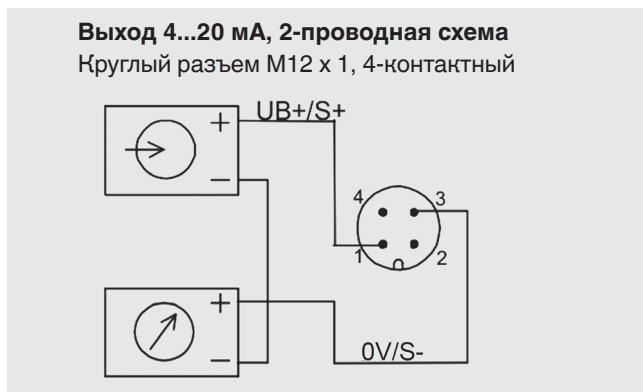 Выход 4...20 мА, 2-проводная схема
Круглый разъем M12 x 1, 4-контактный
UB+/S+
+
−
4
3
1
2
+
−
0V/S-